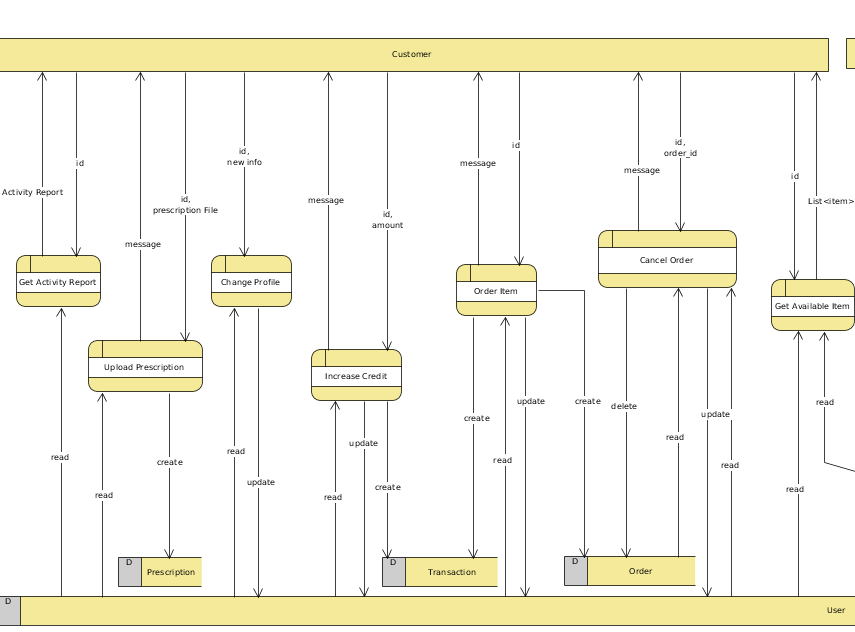 Customer
id,
new info
id
id,
order_id
id
message
message
id
Activity Report
id,
prescription File
message
List<item>
id,
amount
message
Get Activity Report
Change Profile
Order Item
Cancel Order
Get Available Item
Upload Prescription
Increase Credit
create
delete
update
read
create
update
read
read
update
read
create
read
read
read
update
create
read
read
read
D
Prescription
D
Transaction
D
Order
D
User